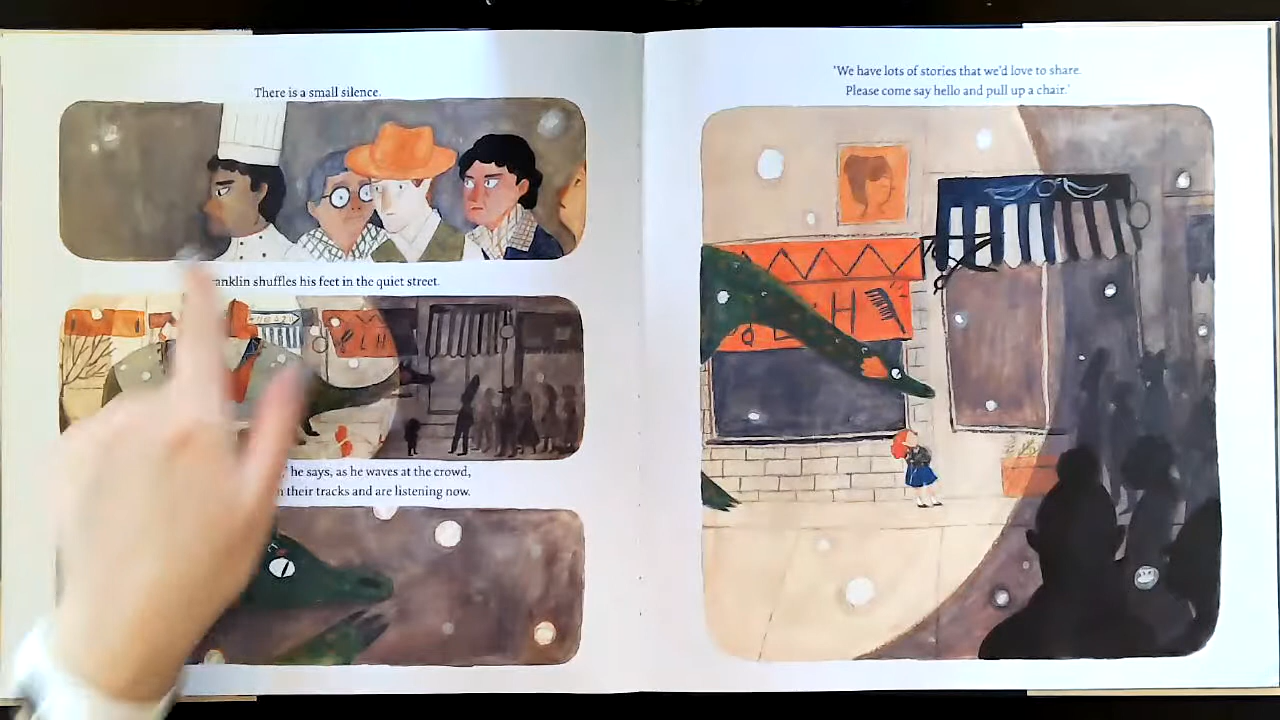 There is a small silence.
anklin shuffles his feet in the quiet street.
,' he says, as he waves at the crowd,
n their tracks and are listening now.
'We have lots of stories that we'd love to share.
Please come say hello and pull up a chair.'